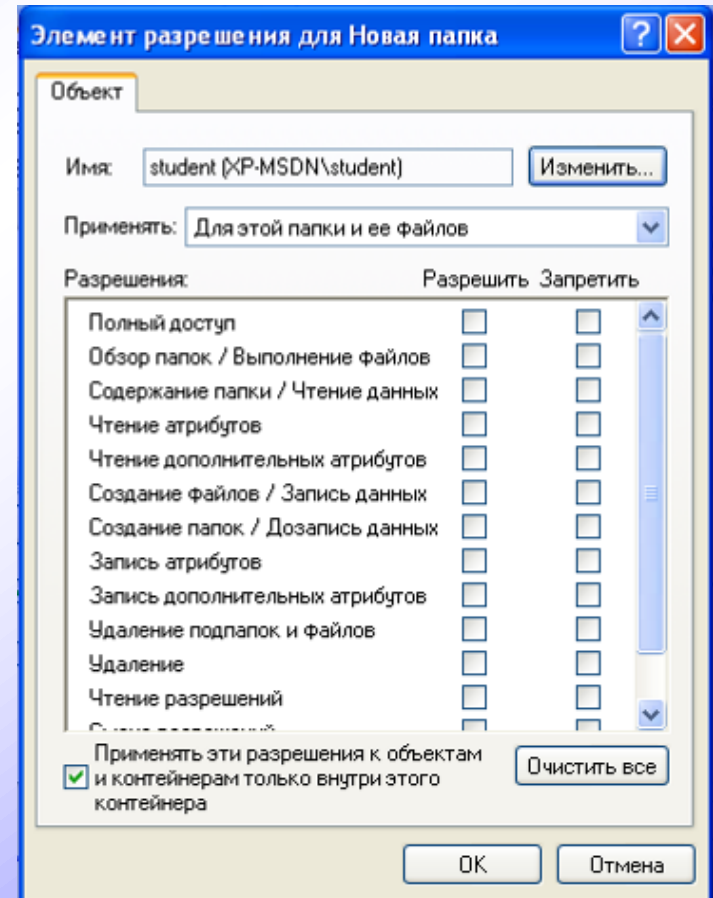 Элемент разрешения для Новая папка
Объект
Имя: student (XP-MSDN\student) Изменить...
Применять: Для этой папки и ее файлов
Разрешения: Разрешить Запретить
Полный доступ
Обзор папок / Выполнение файлов
Содержание папки / Чтение данных
Чтение атрибутов
Чтение дополнительных атрибутов
Создание файлов / Запись данных
Создание папок / Дозапись данных
Запись атрибутов
Запись дополнительных атрибутов
Удаление подпапок и файлов
Удаление
Чтение разрешений
Применять эти разрешения к объектам
и контейнерам только внутри этого
контейнера
Очистить все
OK Отмена